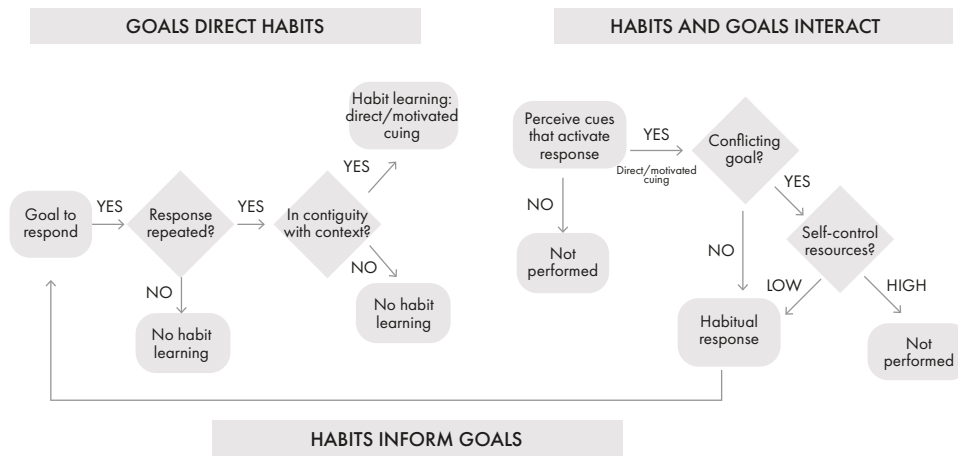 GOALS DIRECT HABITS
Goal to
respond
YES
Response
repeated?
NO
No habit
learning
YES
In contiguity
with context?
YES
Habit learning:
direct/motivated
cuing
NO
No habit
learning
HABITS AND GOALS INTERACT
Perceive cues
that activate
response
NO
Not
performed
YES
Direct/motivated
cuing
Conflicting
goal?
NO
YES
Self-control
resources?
LOW
Habitual
response
HIGH
Not
performed
HABITS INFORM GOALS